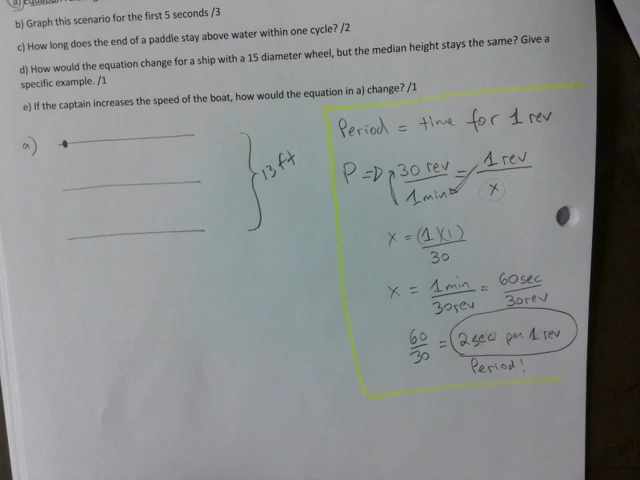 a) Equation
b) Graph this scenario for the first 5 seconds /3
c) How long does the end of a paddle stay above water within one cycle? /2
d) How would the equation change for a ship with a 15 diameter wheel, but the median height stays the same? Give a
specific example. /1
e) If the captain increases the speed of the boat, how would the equation in a) change? /1
a)
13 ft
Period = time for 1 rev
P => 30 rev / 1 min = 1 rev / x
x = (1)(1) / 30
x = 1 min / 30 rev = 60 sec / 30 rev
60 / 30 = 2 sec per 1 rev
Period!